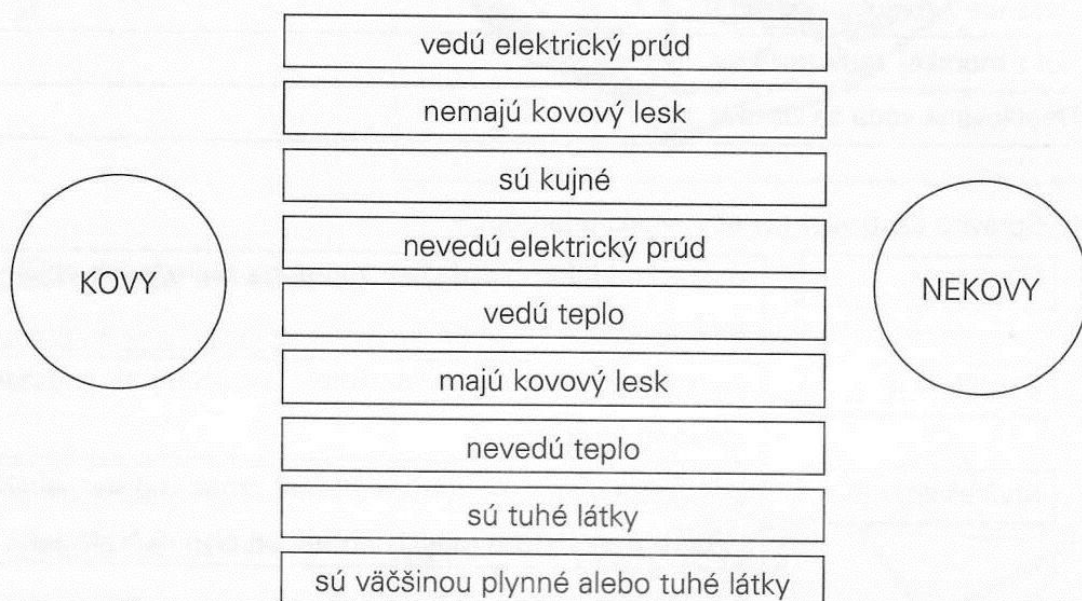 vedú elektrický prúd
nemajú kovový lesk
sú kujné
nevedú elektrický prúd
KOVY
NEKOVY
vedú teplo
majú kovový lesk
nevedú teplo
sú tuhé látky
sú väčšinou plynné alebo tuhé látky